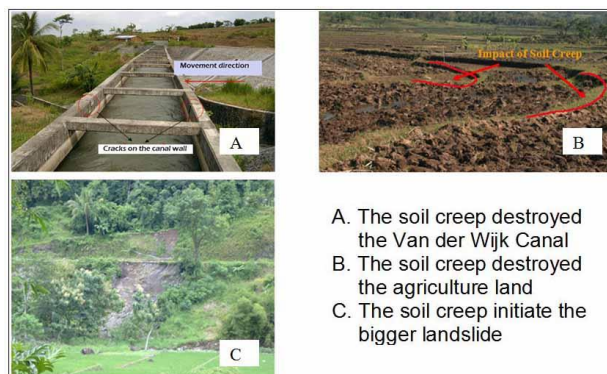 Movement direction
Cracks on the canal wall
A
Impact of Soil Creep
B
C
A. The soil creep destroyed
the Van der Wijk Canal
B. The soil creep destroyed
the agriculture land
C. The soil creep initiate the
bigger landslide